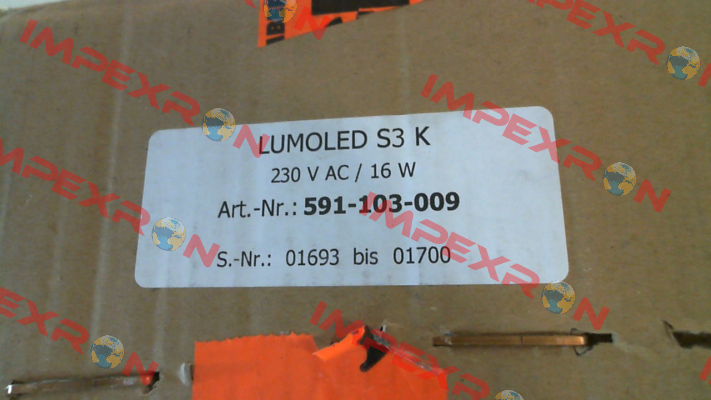 LUMOLED S3 K
230 V AC / 16 W
Art.-Nr.: 591-103-009
S.-Nr.: 01693 bis 01700
IMPEXRON
IMPEXRON
IMPEXRON
IMPEXRON
IMPEXRON
IMPEXRON